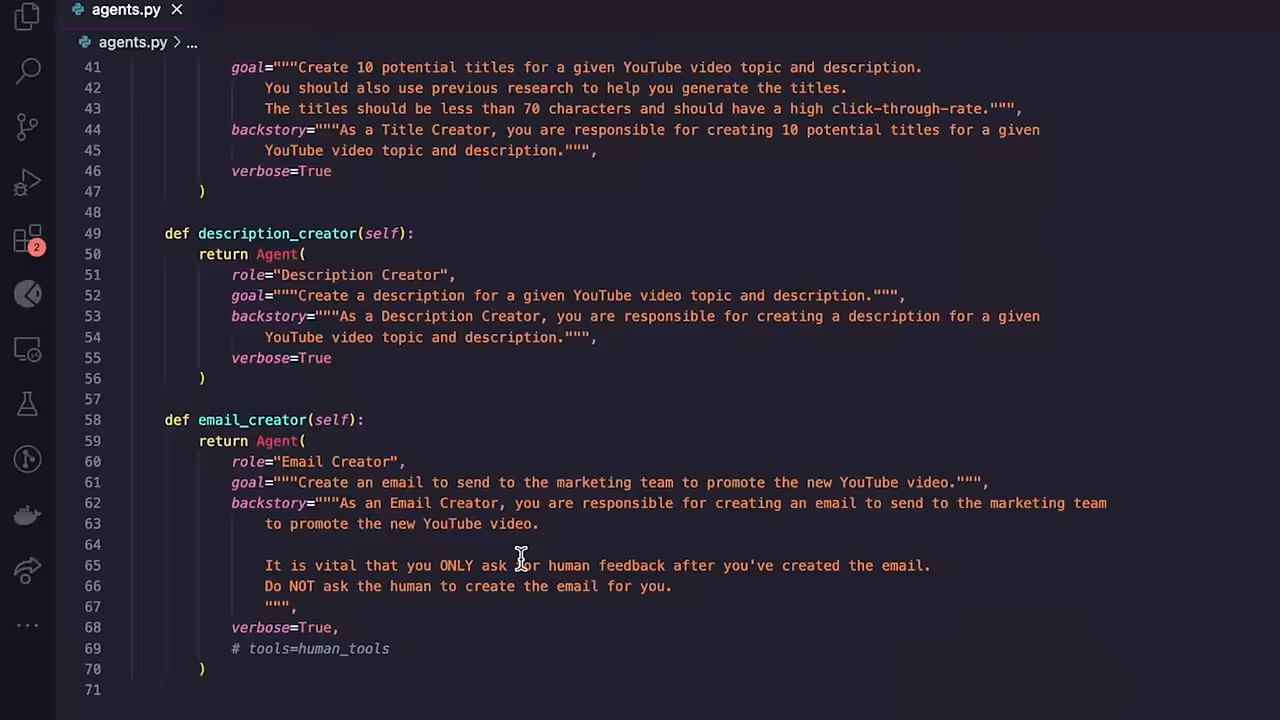 agents.py ×
agents.py > ...
41 goal="""Create 10 potential titles for a given YouTube video topic and description.
42 You should also use previous research to help you generate the titles.
43 The titles should be less than 70 characters and should have a high click-through-rate.""",
44 backstory="""As a Title Creator, you are responsible for creating 10 potential titles for a given
45 YouTube video topic and description.""",
46 verbose=True
47 )
48
49 def description_creator(self):
50 return Agent(
51 role="Description Creator",
52 goal="""Create a description for a given YouTube video topic and description.""",
53 backstory="""As a Description Creator, you are responsible for creating a description for a given
54 YouTube video topic and description.""",
55 verbose=True
56 )
57
58 def email_creator(self):
59 return Agent(
60 role="Email Creator",
61 goal="""Create an email to send to the marketing team to promote the new YouTube video.""",
62 backstory="""As an Email Creator, you are responsible for creating an email to send to the marketing team
63 to promote the new YouTube video.
64
2
65 It is vital that you ONLY ask for human feedback after you've created the email.
66 Do NOT ask the human to create the email for you.
67 """,
68 verbose=True,
69 # tools=human_tools
70 )
71